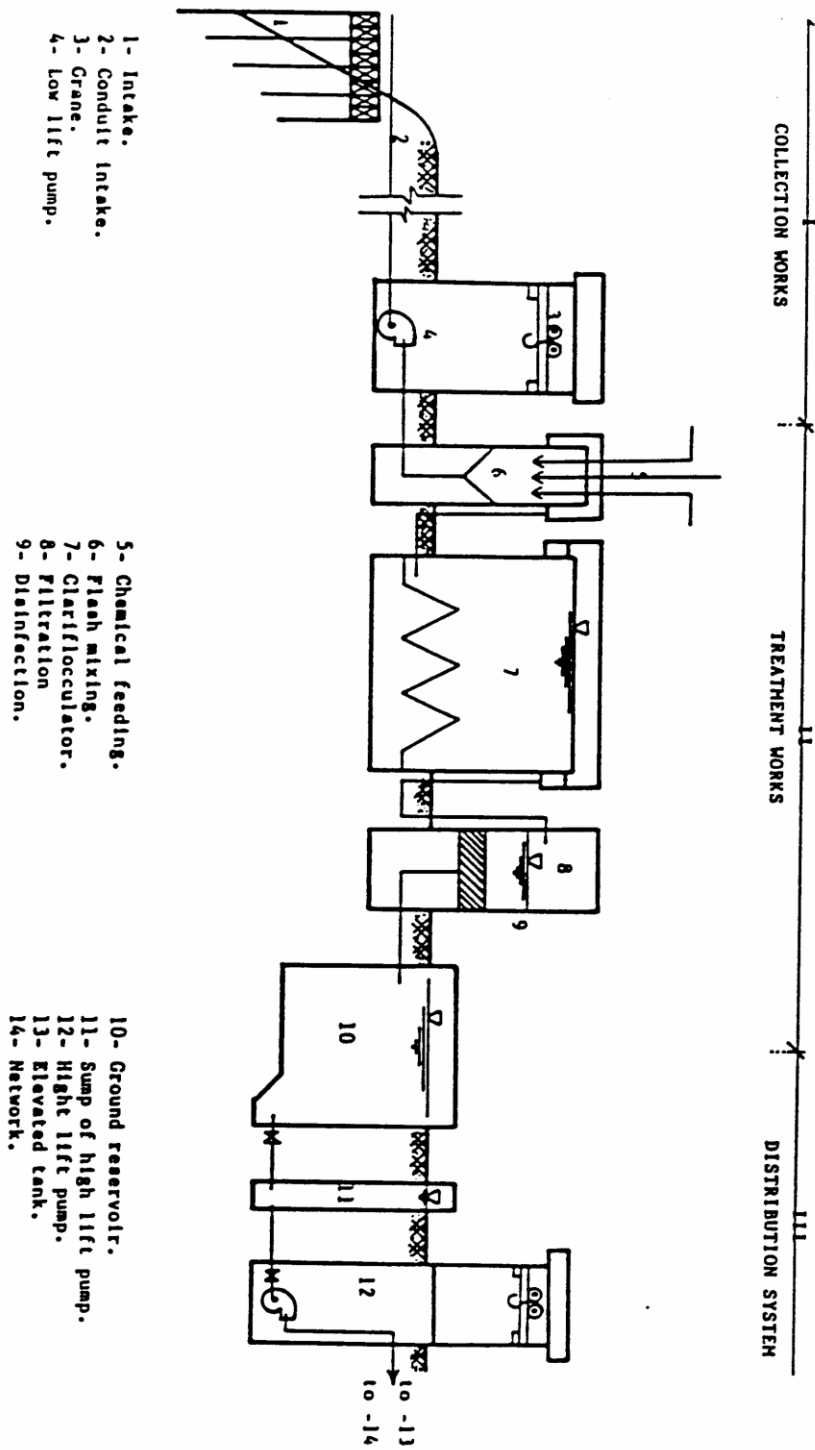 I
II
III
COLLECTION WORKS
TREATMENT WORKS
DISTRIBUTION SYSTEM
1
2
3
4
5
6
7
8
9
10
11
12
to -13
to -14
1- Intake.
2- Conduit intake.
3- Grane.
4- Low lift pump.
5- Chemical feeding.
6- Flash mixing.
7- Clariflocculator.
8- Filtration
9- Disinfection.
10- Ground reservoir.
11- Sump of high lift pump.
12- Hight lift pump.
13- Elevated tank.
14- Network.